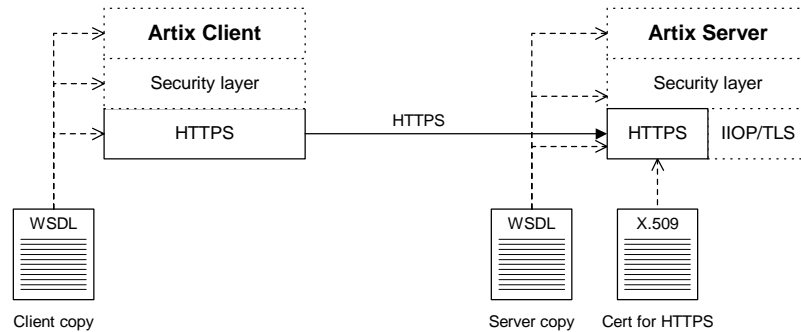 Artix Client
Artix Server
Security layer
Security layer
HTTPS
HTTPS
HTTPS
IIOP/TLS
WSDL
WSDL
X.509
Client copy
Server copy
Cert for HTTPS